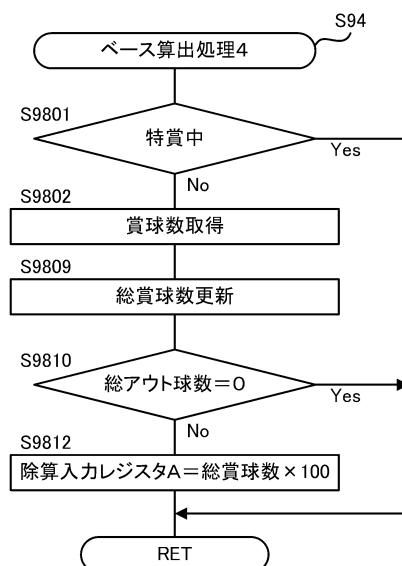 S94
ベース算出処理4
S9801
特賞中
Yes
No
S9802
賞球数取得
S9809
総賞球数更新
S9810
総アウト球数=0
Yes
No
S9812
除算入力レジスタA=総賞球数×100
RET